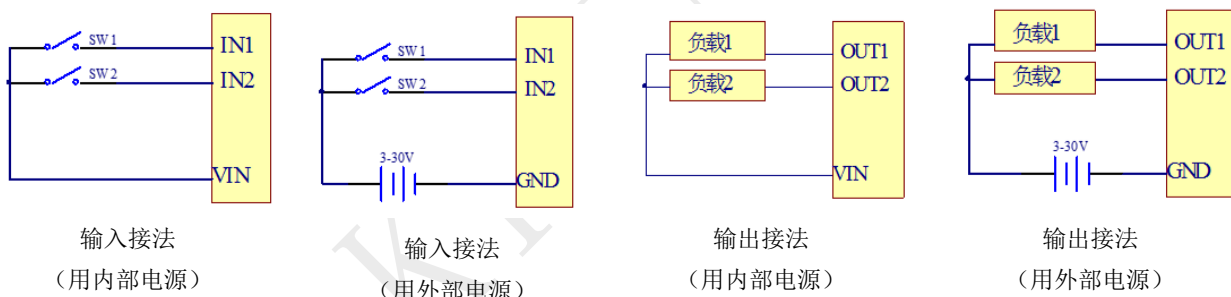 SW1
IN1
SW2
IN2
VIN
输入接法
（用内部电源）
SW1
IN1
SW2
IN2
3-30V
GND
输入接法
（用外部电源）
负载1
OUT1
负载2
OUT2
VIN
输出接法
（用内部电源）
负载1
OUT1
负载2
OUT2
3-30V
GND
输出接法
（用外部电源）